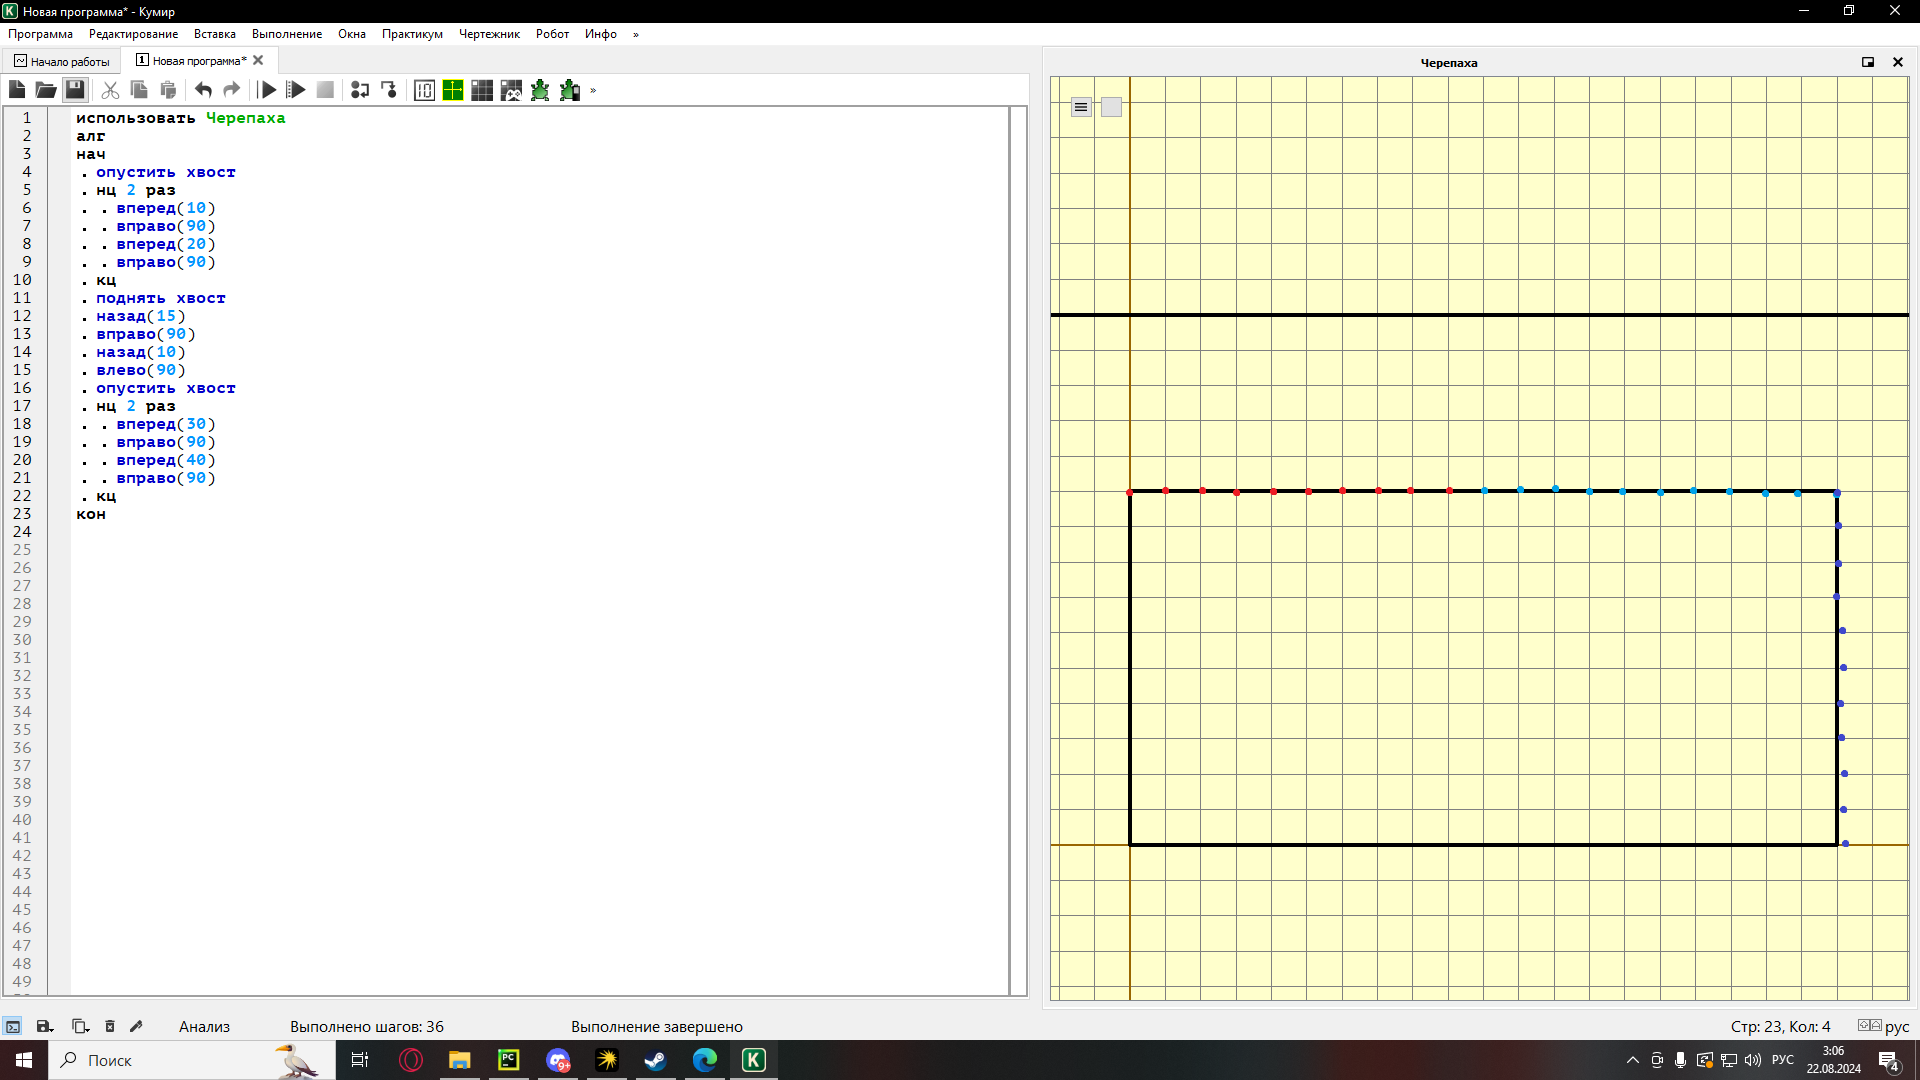 Новая программа* - Кумир
Программа Редактирование Вставка Выполнение Окна Практикум Чертежник Робот Инфо »
Начало работы
1 Новая программа*
Черепаха
»
1 использовать Черепаха
2 алг
3 нач
4 . опустить хвост
5 . нц 2 раз
6 . . вперед(10)
7 . . вправо(90)
8 . . вперед(20)
9 . . вправо(90)
10 . кц
11 . поднять хвост
12 . назад(15)
13 . вправо(90)
14 . назад(10)
15 . влево(90)
16 . опустить хвост
17 . нц 2 раз
18 . . вперед(30)
19 . . вправо(90)
20 . . вперед(40)
21 . . вправо(90)
22 . кц
23 кон
24
25
26
27
28
29
30
31
32
33
34
35
36
37
38
39
40
41
42
43
44
45
46
47
48
49
Анализ Выполнено шагов: 36 Выполнение завершено Стр: 23, Кол: 4 рус
Поиск
PC
9+
K
РУС
3:06
22.08.2024
4